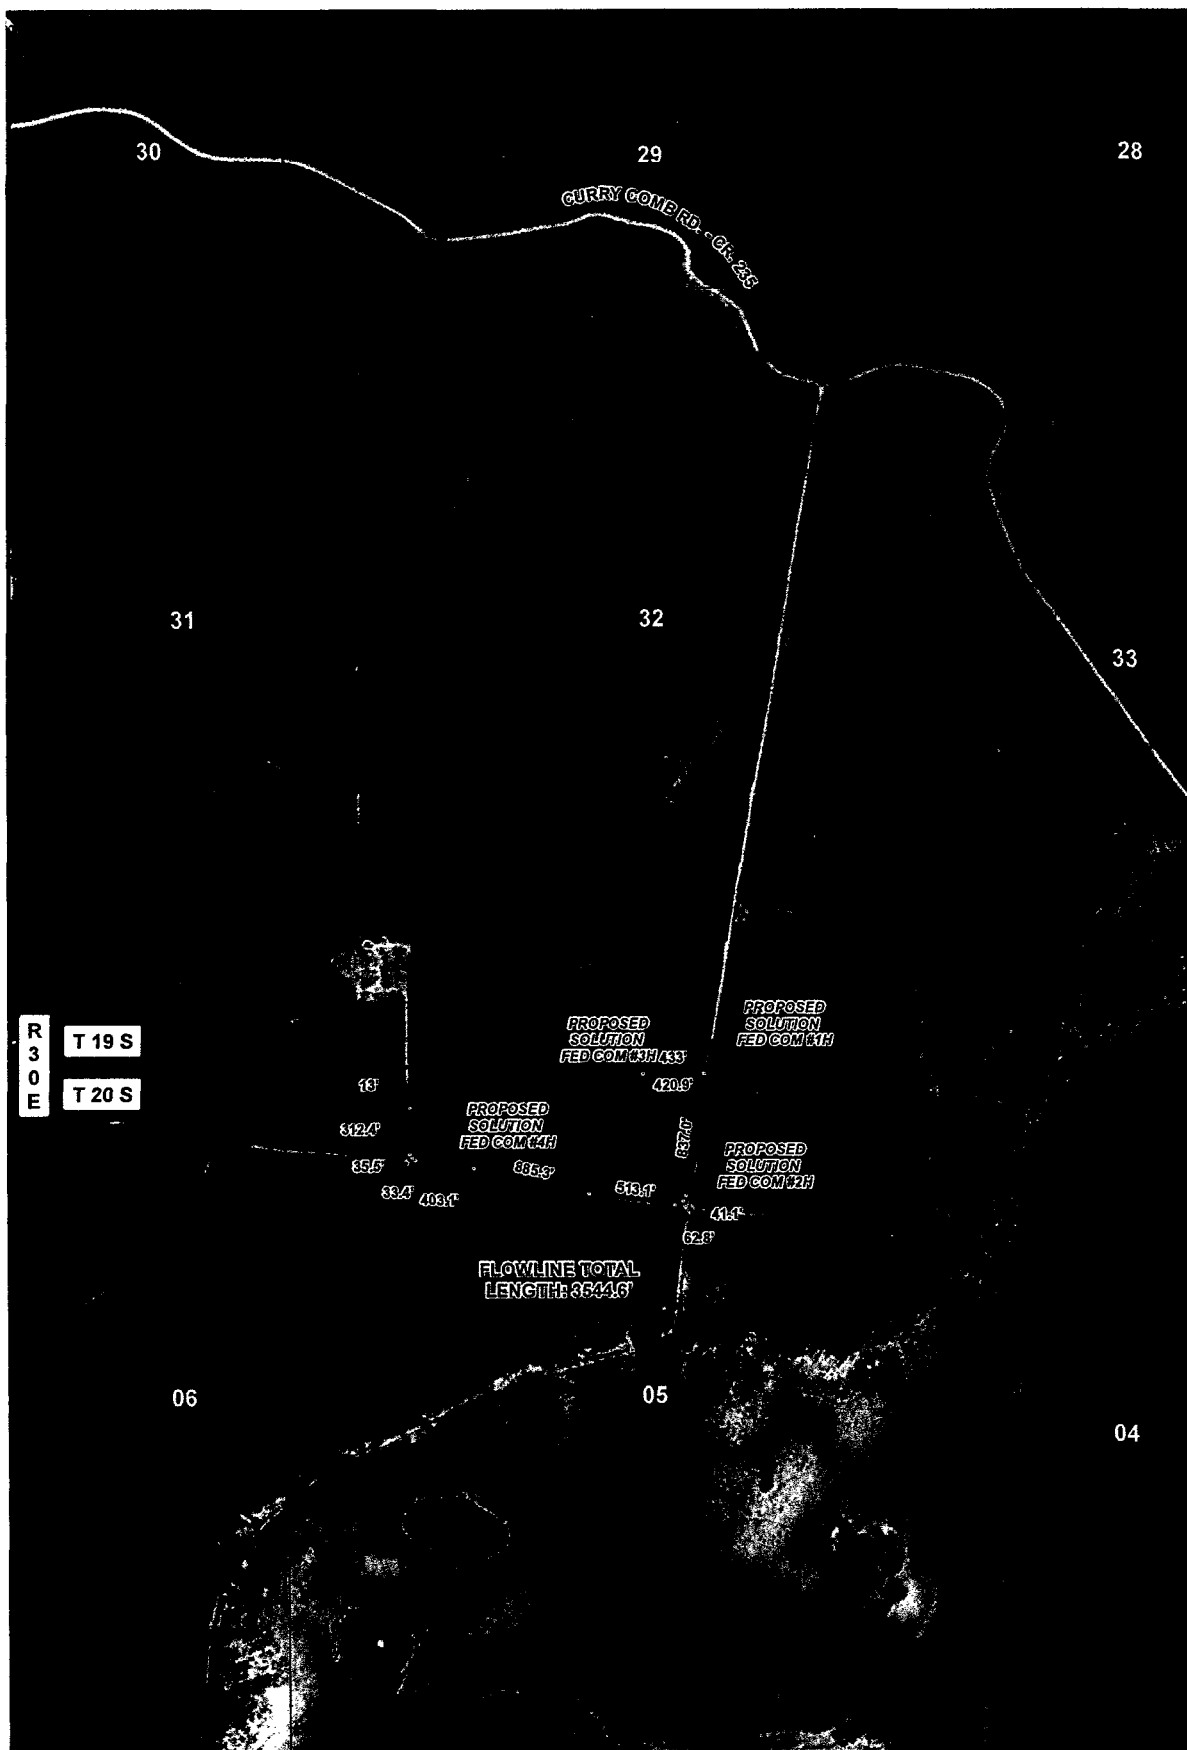 30
29
28
CURRY COMB RD. - CR. 235
31
32
33
R
3
0
E
T 19 S
T 20 S
PROPOSED
SOLUTION
FED COM #1H
PROPOSED
SOLUTION
FED COM #3H
433'
420.9'
13'
312.4'
35.5'
33.4'
403.1'
PROPOSED
SOLUTION
FED COM #4H
885.3'
837.0'
PROPOSED
SOLUTION
FED COM #2H
513.1'
41.1'
62.8'
FLOWLINE TOTAL
LENGTH: 3544.6'
06
05
04